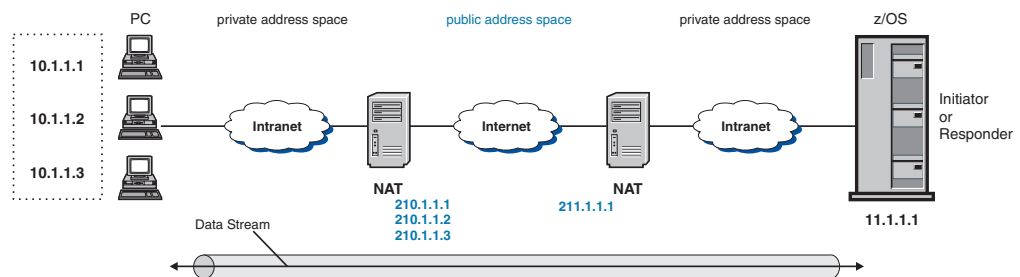 PC
private address space
public address space
private address space
z/OS
10.1.1.1
10.1.1.2
10.1.1.3
Intranet
Internet
Intranet
Initiator
or
Responder
NAT
210.1.1.1
210.1.1.2
210.1.1.3
NAT
211.1.1.1
11.1.1.1
Data Stream